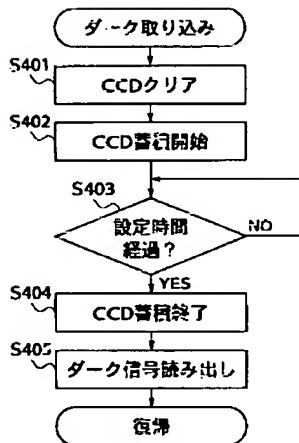 ダーク取り込み
S401
CCDクリア
S402
CCD蓄積開始
S403
設定時間
経過？
NO
YES
S404
CCD蓄積終了
S405
ダーク信号読み出し
復帰